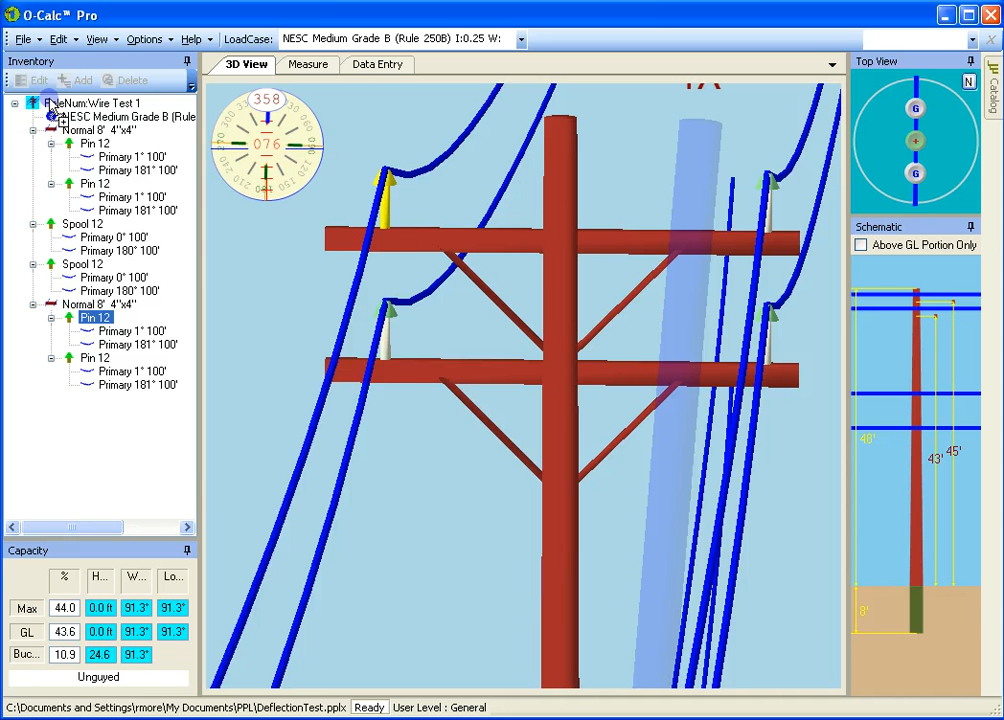 O-Calc™ Pro
File Edit View Options Help LoadCase: NESC Medium Grade B (Rule 250B) I:0.25 W:
Inventory
Edit Add Delete
leNum:Wire Test 1
NESC Medium Grade B (Rule
Normal 8' 4"x4"
Pin 12
Primary 1° 100'
Primary 181° 100'
Pin 12
Primary 1° 100'
Primary 181° 100'
Spool 12
Primary 0° 100'
Primary 180° 100'
Spool 12
Primary 0° 100'
Primary 180° 100'
Normal 8' 4"x4"
Pin 12
Primary 1° 100'
Primary 181° 100'
Pin 12
Primary 1° 100'
Primary 181° 100'
Capacity
% H... W... Lo...
Max 44.0 0.0 ft 91.3° 91.3°
GL 43.6 0.0 ft 91.3° 91.3°
Buc... 10.9 24.6 91.3°
Unguyed
3D View Measure Data Entry
358
076
Top View
N
G
G
Catalog
Schematic
Above GL Portion Only
48'
43'
45'
8'
C:\Documents and Settings\rmore\My Documents\PPL\DeflectionTest.pplx Ready User Level : General